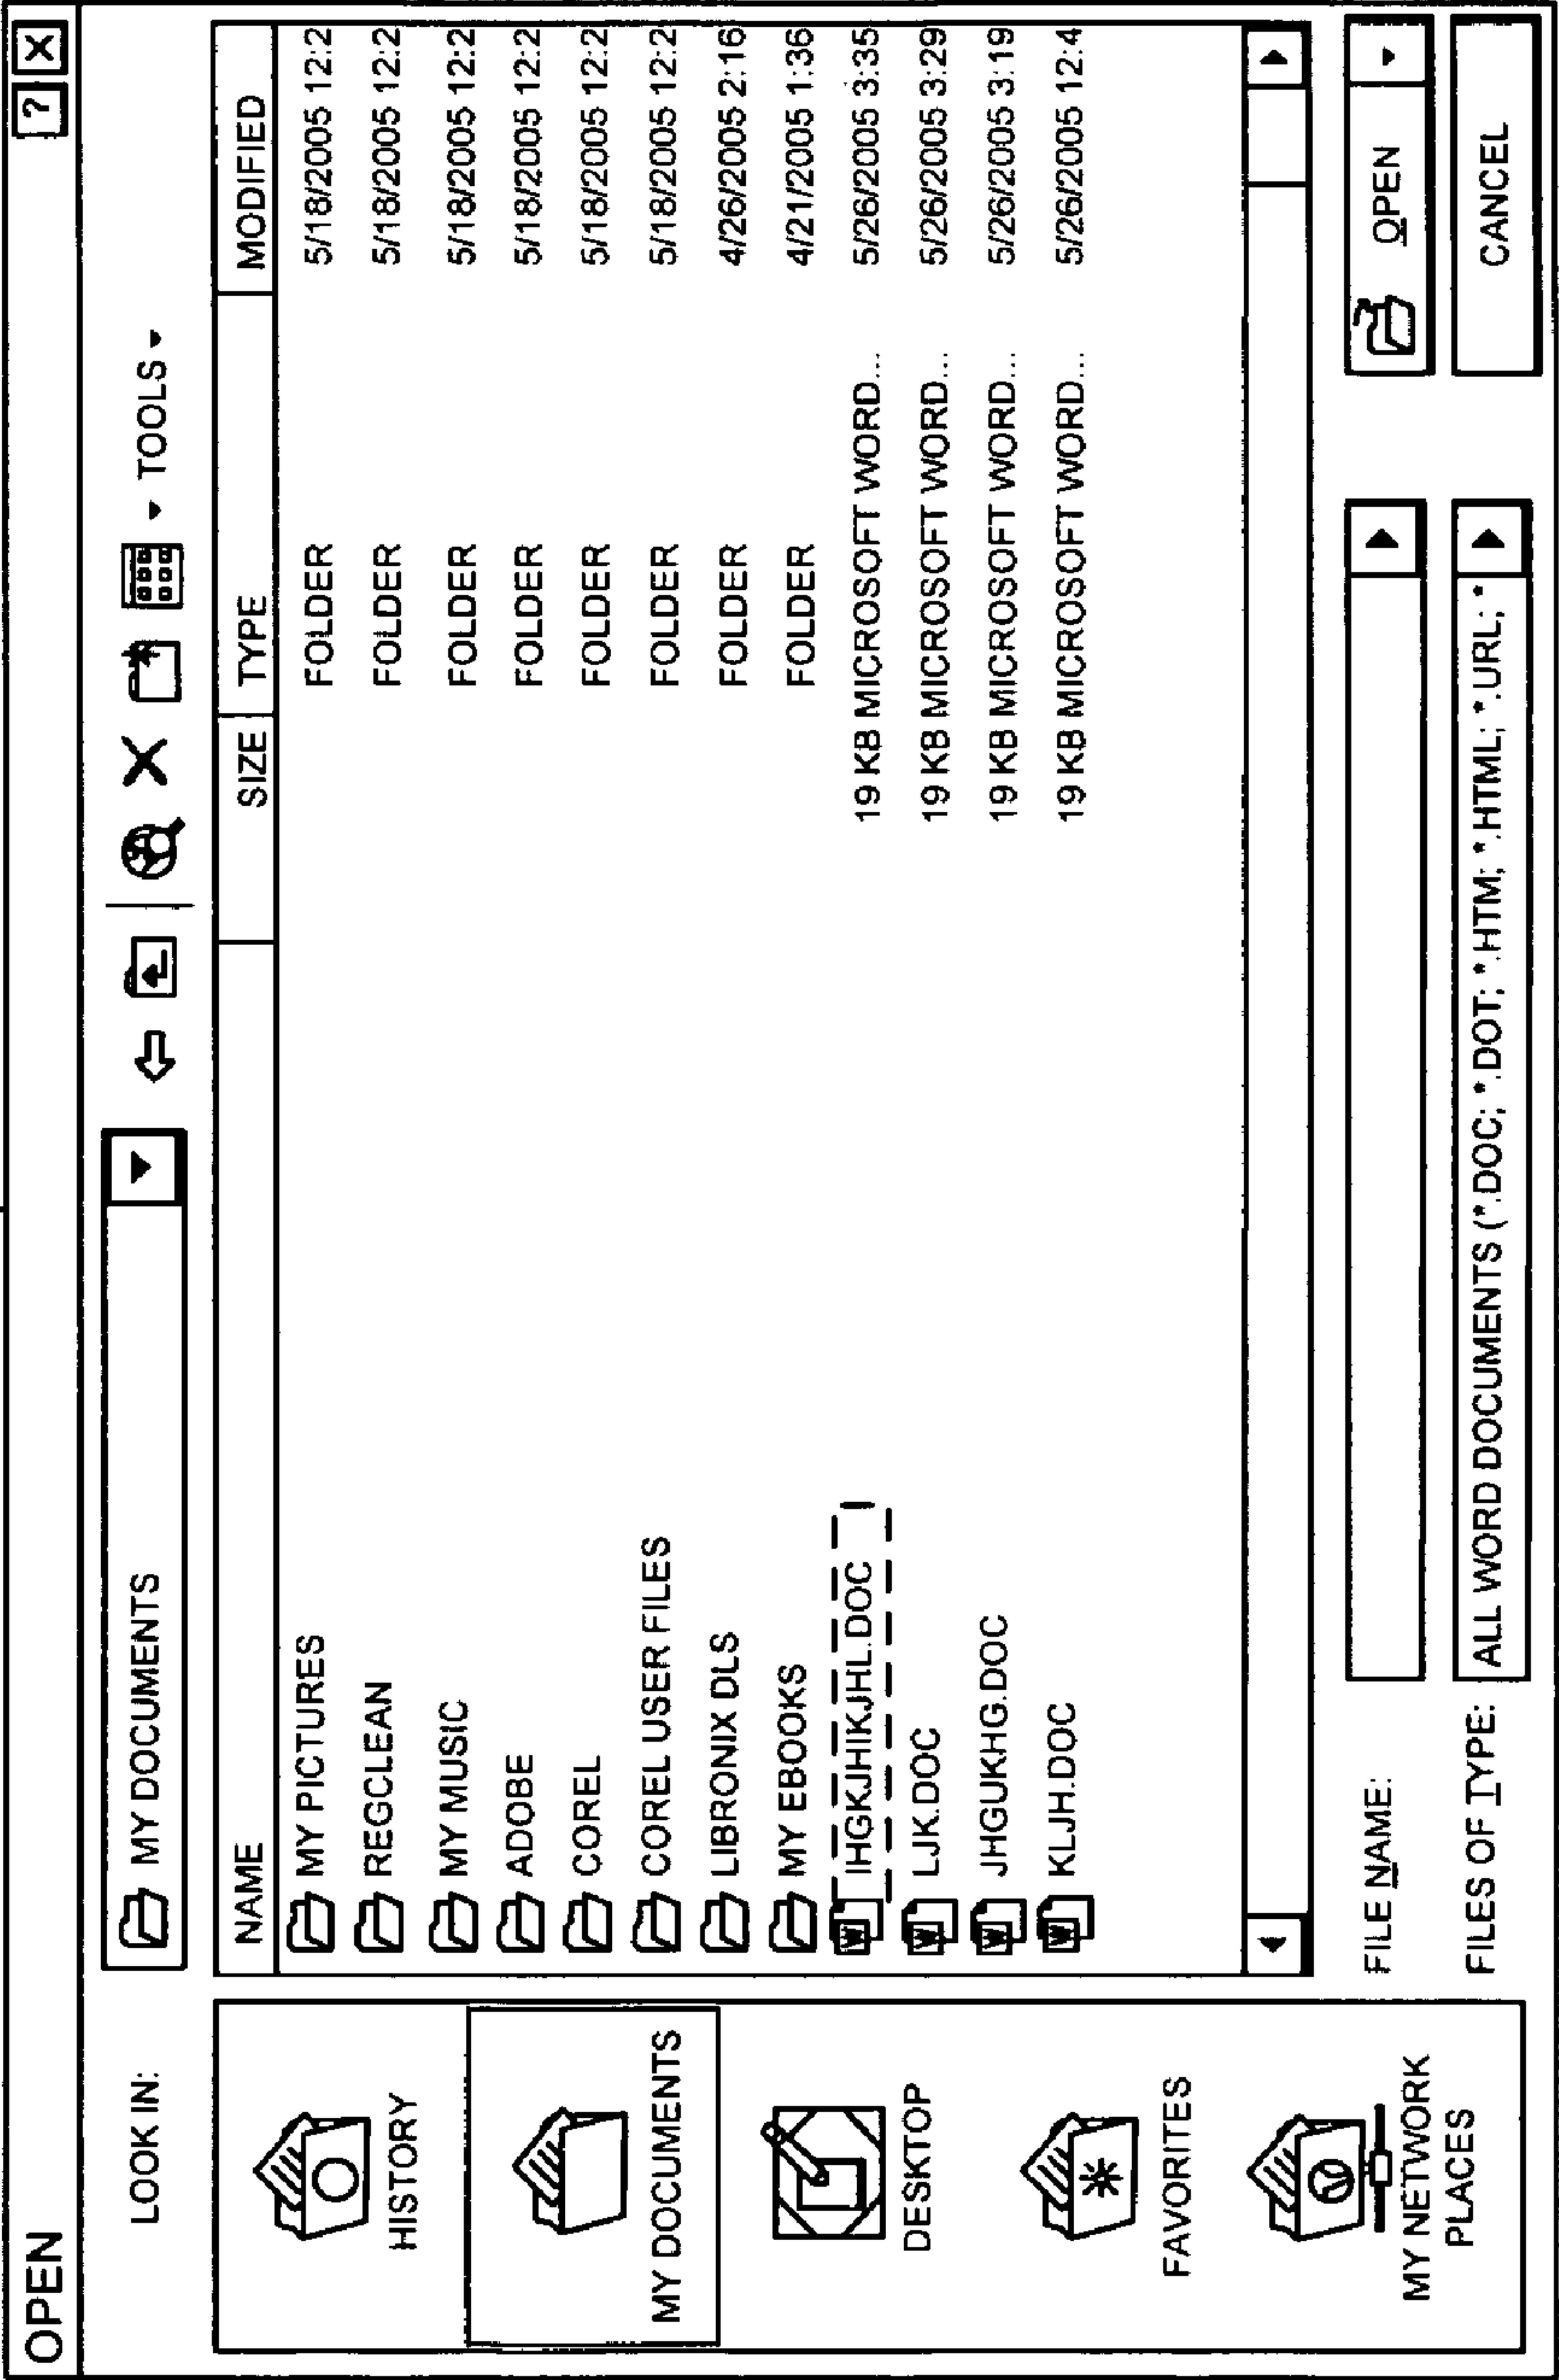 OPEN ? X
LOOK IN: MY DOCUMENTS TOOLS
HISTORY
MY DOCUMENTS
DESKTOP
FAVORITES
MY NETWORK
PLACES
NAME SIZE TYPE MODIFIED
MY PICTURES FOLDER 5/18/2005 12:2
REGCLEAN FOLDER 5/18/2005 12:2
MY MUSIC FOLDER 5/18/2005 12:2
ADOBE FOLDER 5/18/2005 12:2
COREL FOLDER 5/18/2005 12:2
COREL USER FILES FOLDER 5/18/2005 12:2
LIBRONIX DLS FOLDER 4/26/2005 2:16
MY EBOOKS FOLDER 4/21/2005 1:36
W IHGKJHIKJHL.DOC 19 KB MICROSOFT WORD... 5/26/2005 3:35
W LJK.DOC 19 KB MICROSOFT WORD... 5/26/2005 3:29
W JHGUKHG.DOC 19 KB MICROSOFT WORD... 5/26/2005 3:19
W KLJH.DOC 19 KB MICROSOFT WORD... 5/26/2005 12:4
FILE NAME: OPEN
FILES OF TYPE: ALL WORD DOCUMENTS (*.DOC; *.DOT; *.HTM; *.HTML; *.URL; * CANCEL